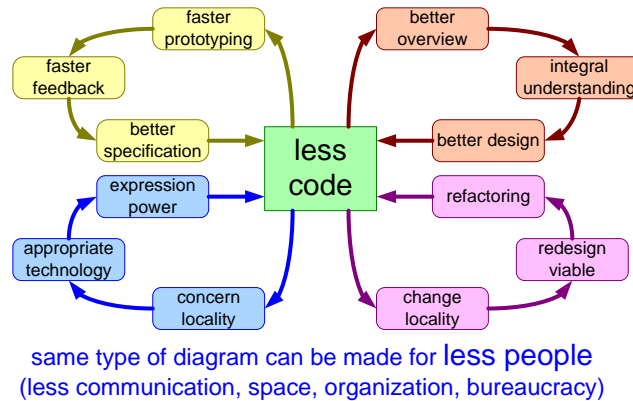 faster
prototyping
better
overview
faster
feedback
integral
understanding
better
specification
less
code
better design
expression
power
refactoring
appropriate
technology
redesign
viable
concern
locality
change
locality
same type of diagram can be made for less people
(less communication, space, organization, bureaucracy)